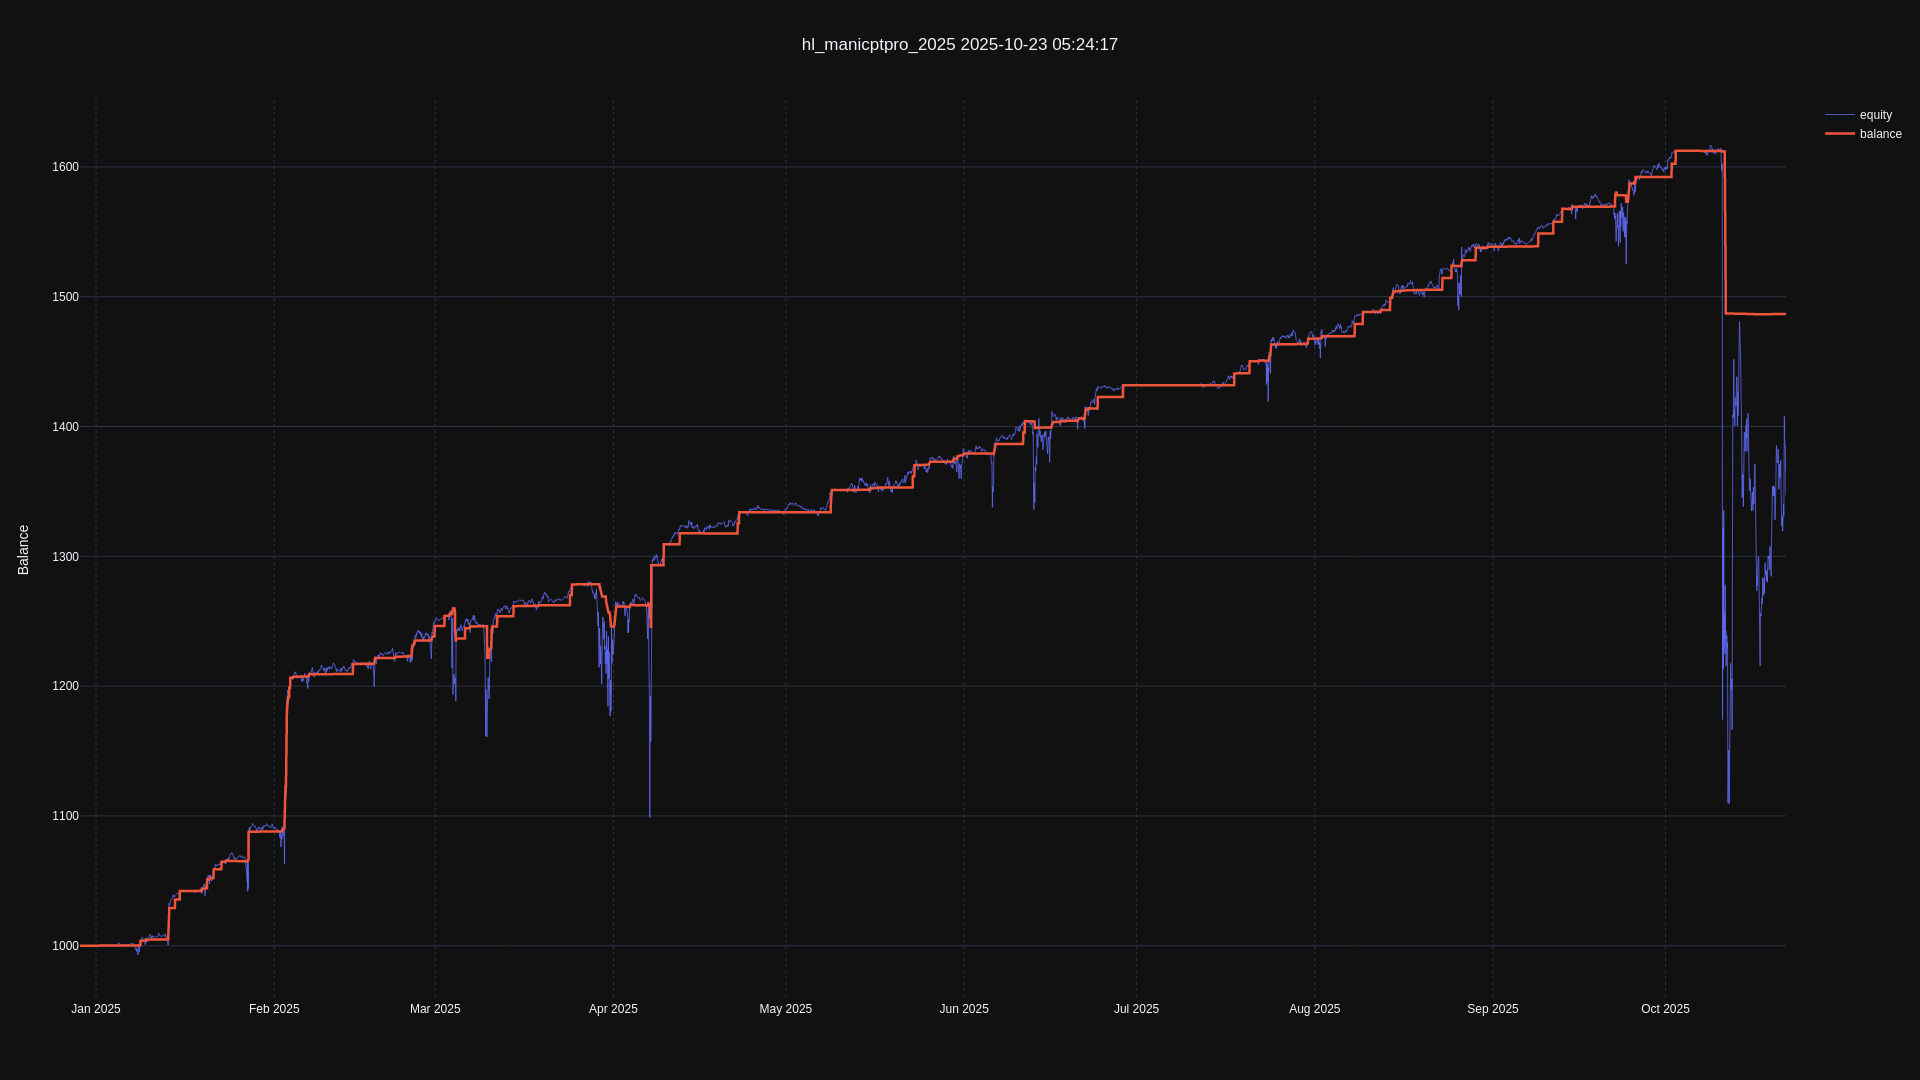 hl_manicptpro_2025 2025-10-23 05:24:17
equity
balance
Balance
1600
1500
1400
1300
1200
1100
1000
Jan 2025
Feb 2025
Mar 2025
Apr 2025
May 2025
Jun 2025
Jul 2025
Aug 2025
Sep 2025
Oct 2025